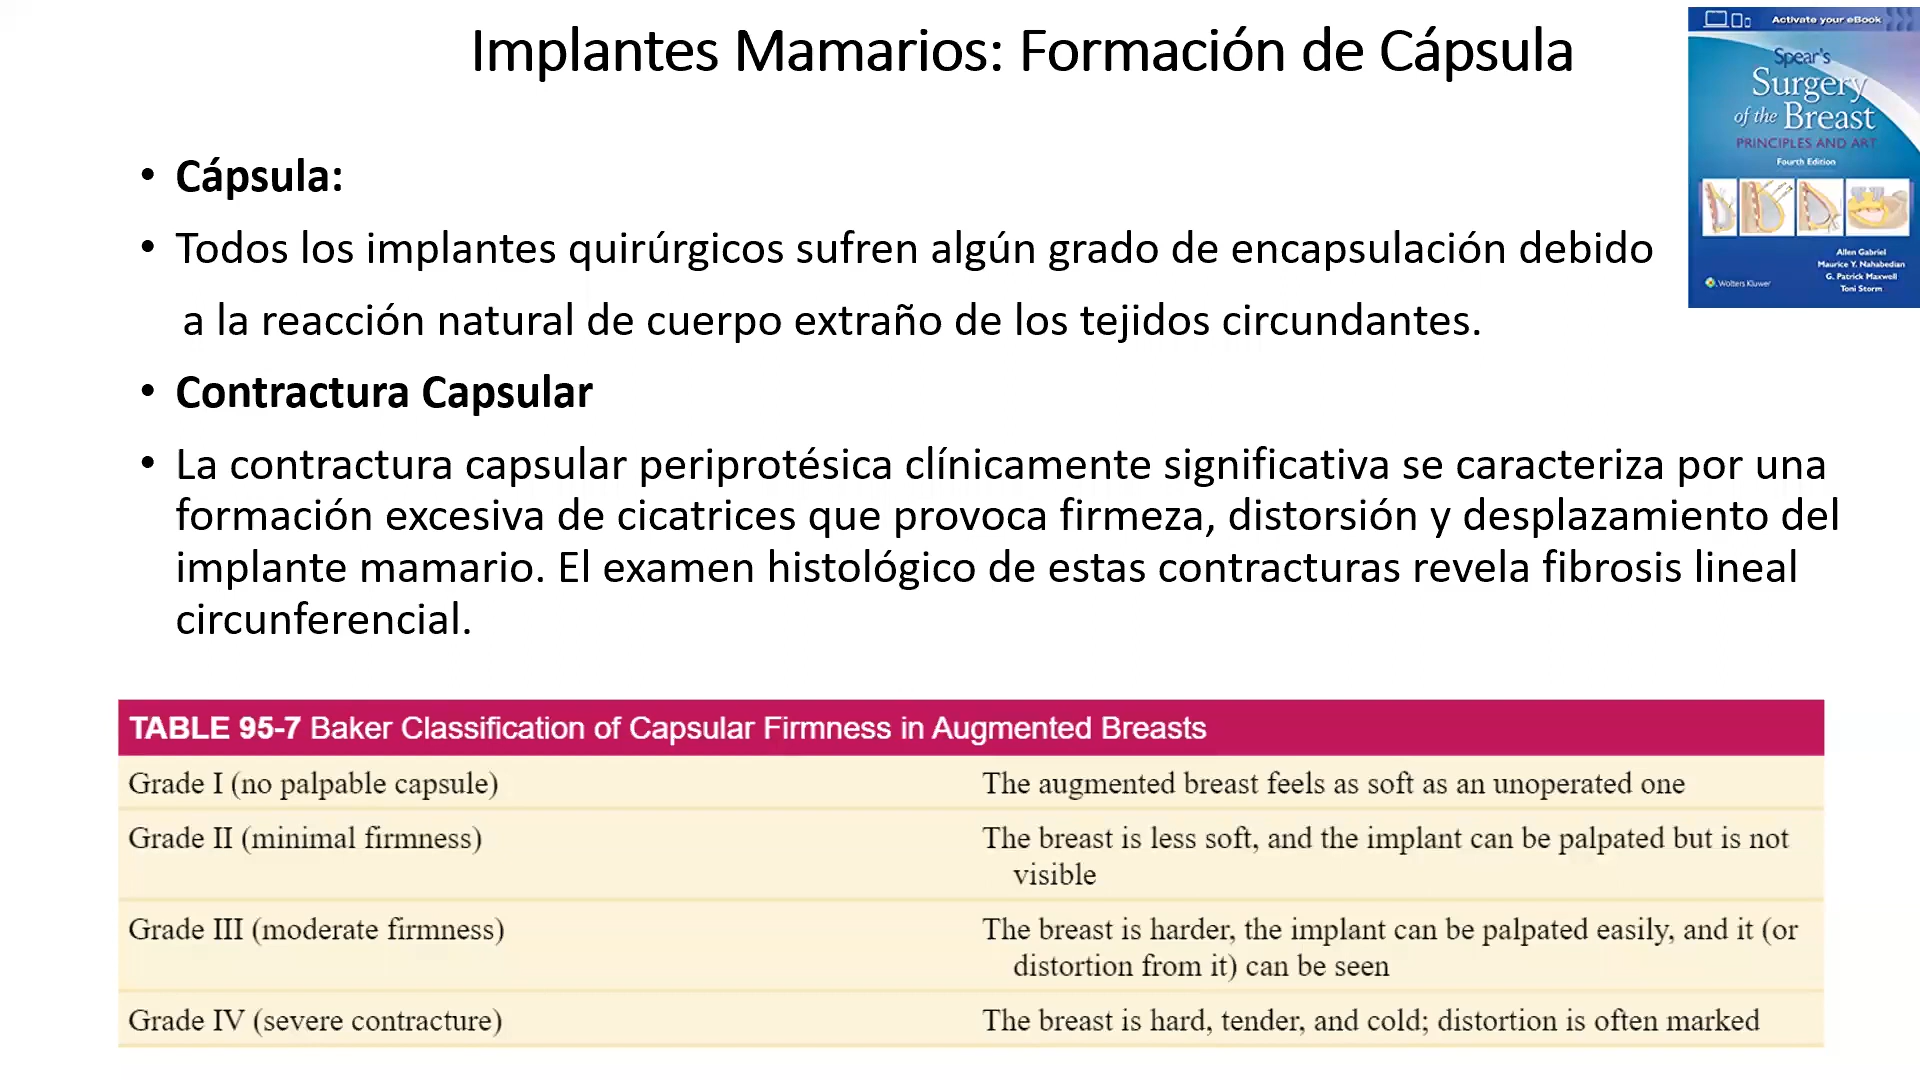 Implantes Mamarios: Formación de Cápsula
Activate your eBook
Spear's
Surgery
of the Breast
PRINCIPLES AND ART
Fourth Edition
Allen Gabriel
Maurice Y. Nahabedian
G. Patrick Maxwell
Toni Storm
Wolters Kluwer
• Cápsula:
• Todos los implantes quirúrgicos sufren algún grado de encapsulación debido
a la reacción natural de cuerpo extraño de los tejidos circundantes.
• Contractura Capsular
• La contractura capsular periprotésica clínicamente significativa se caracteriza por una
formación excesiva de cicatrices que provoca firmeza, distorsión y desplazamiento del
implante mamario. El examen histológico de estas contracturas revela fibrosis lineal
circunferencial.
TABLE 95-7 Baker Classification of Capsular Firmness in Augmented Breasts
Grade I (no palpable capsule) The augmented breast feels as soft as an unoperated one
Grade II (minimal firmness) The breast is less soft, and the implant can be palpated but is not
visible
Grade III (moderate firmness) The breast is harder, the implant can be palpated easily, and it (or
distortion from it) can be seen
Grade IV (severe contracture) The breast is hard, tender, and cold; distortion is often marked